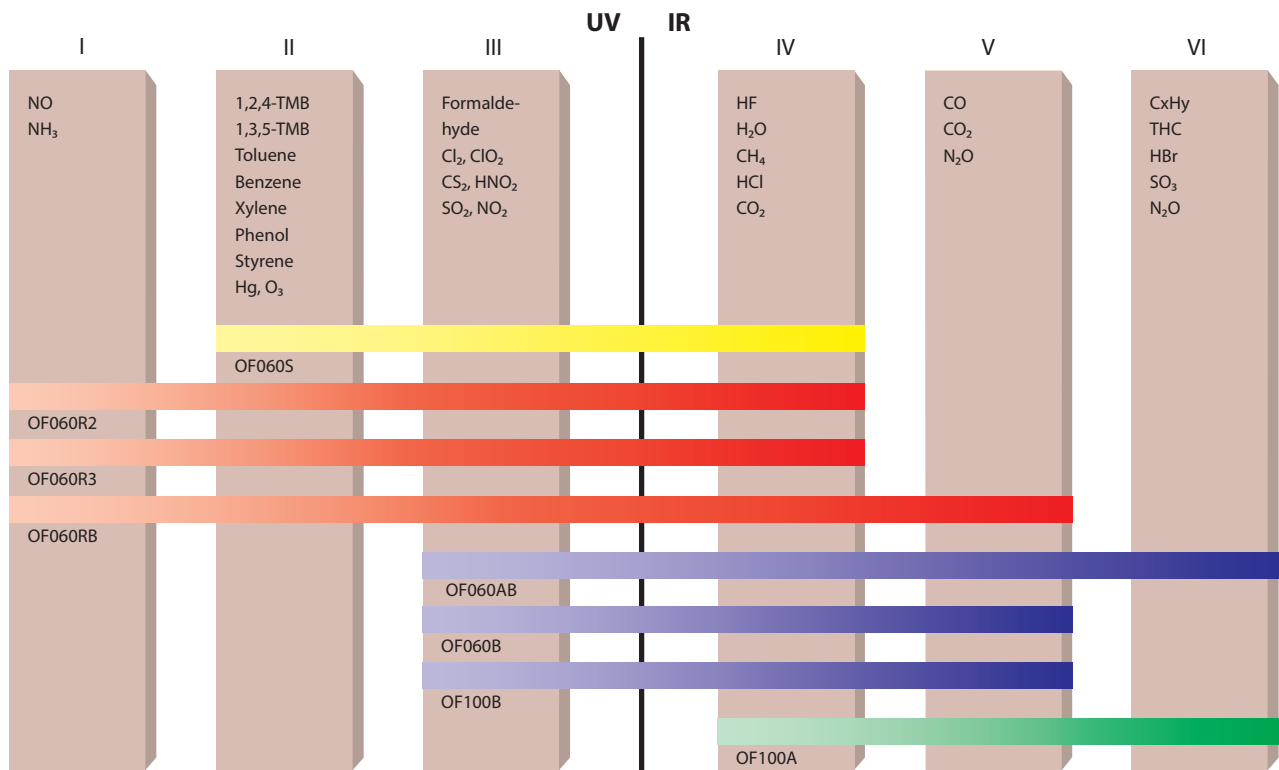 UV IR
I
II
III
IV
V
VI
NO
NH₃
1,2,4-TMB
1,3,5-TMB
Toluene
Benzene
Xylene
Phenol
Styrene
Hg, O₃
Formalde-
hyde
Cl₂, ClO₂
CS₂, HNO₂
SO₂, NO₂
HF
H₂O
CH₄
HCl
CO₂
CO
CO₂
N₂O
CxHy
THC
HBr
SO₃
N₂O
OF060S
OF060R2
OF060R3
OF060RB
OF060AB
OF060B
OF100B
OF100A